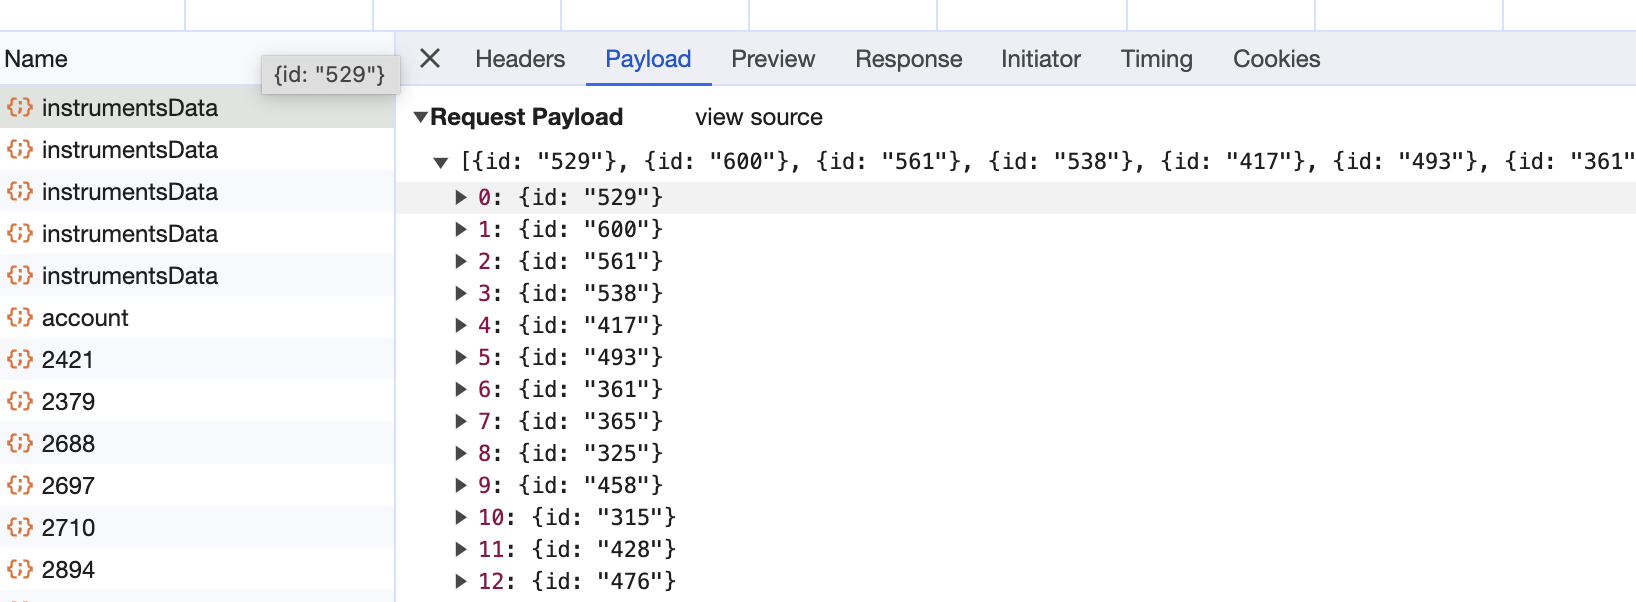 Name
{id: "529"}
Headers Payload Preview Response Initiator Timing Cookies
instrumentsData
instrumentsData
instrumentsData
instrumentsData
instrumentsData
account
2421
2379
2688
2697
2710
2894
▼Request Payload view source
▼ [{id: "529"}, {id: "600"}, {id: "561"}, {id: "538"}, {id: "417"}, {id: "493"}, {id: "361"
▶ 0: {id: "529"}
▶ 1: {id: "600"}
▶ 2: {id: "561"}
▶ 3: {id: "538"}
▶ 4: {id: "417"}
▶ 5: {id: "493"}
▶ 6: {id: "361"}
▶ 7: {id: "365"}
▶ 8: {id: "325"}
▶ 9: {id: "458"}
▶ 10: {id: "315"}
▶ 11: {id: "428"}
▶ 12: {id: "476"}